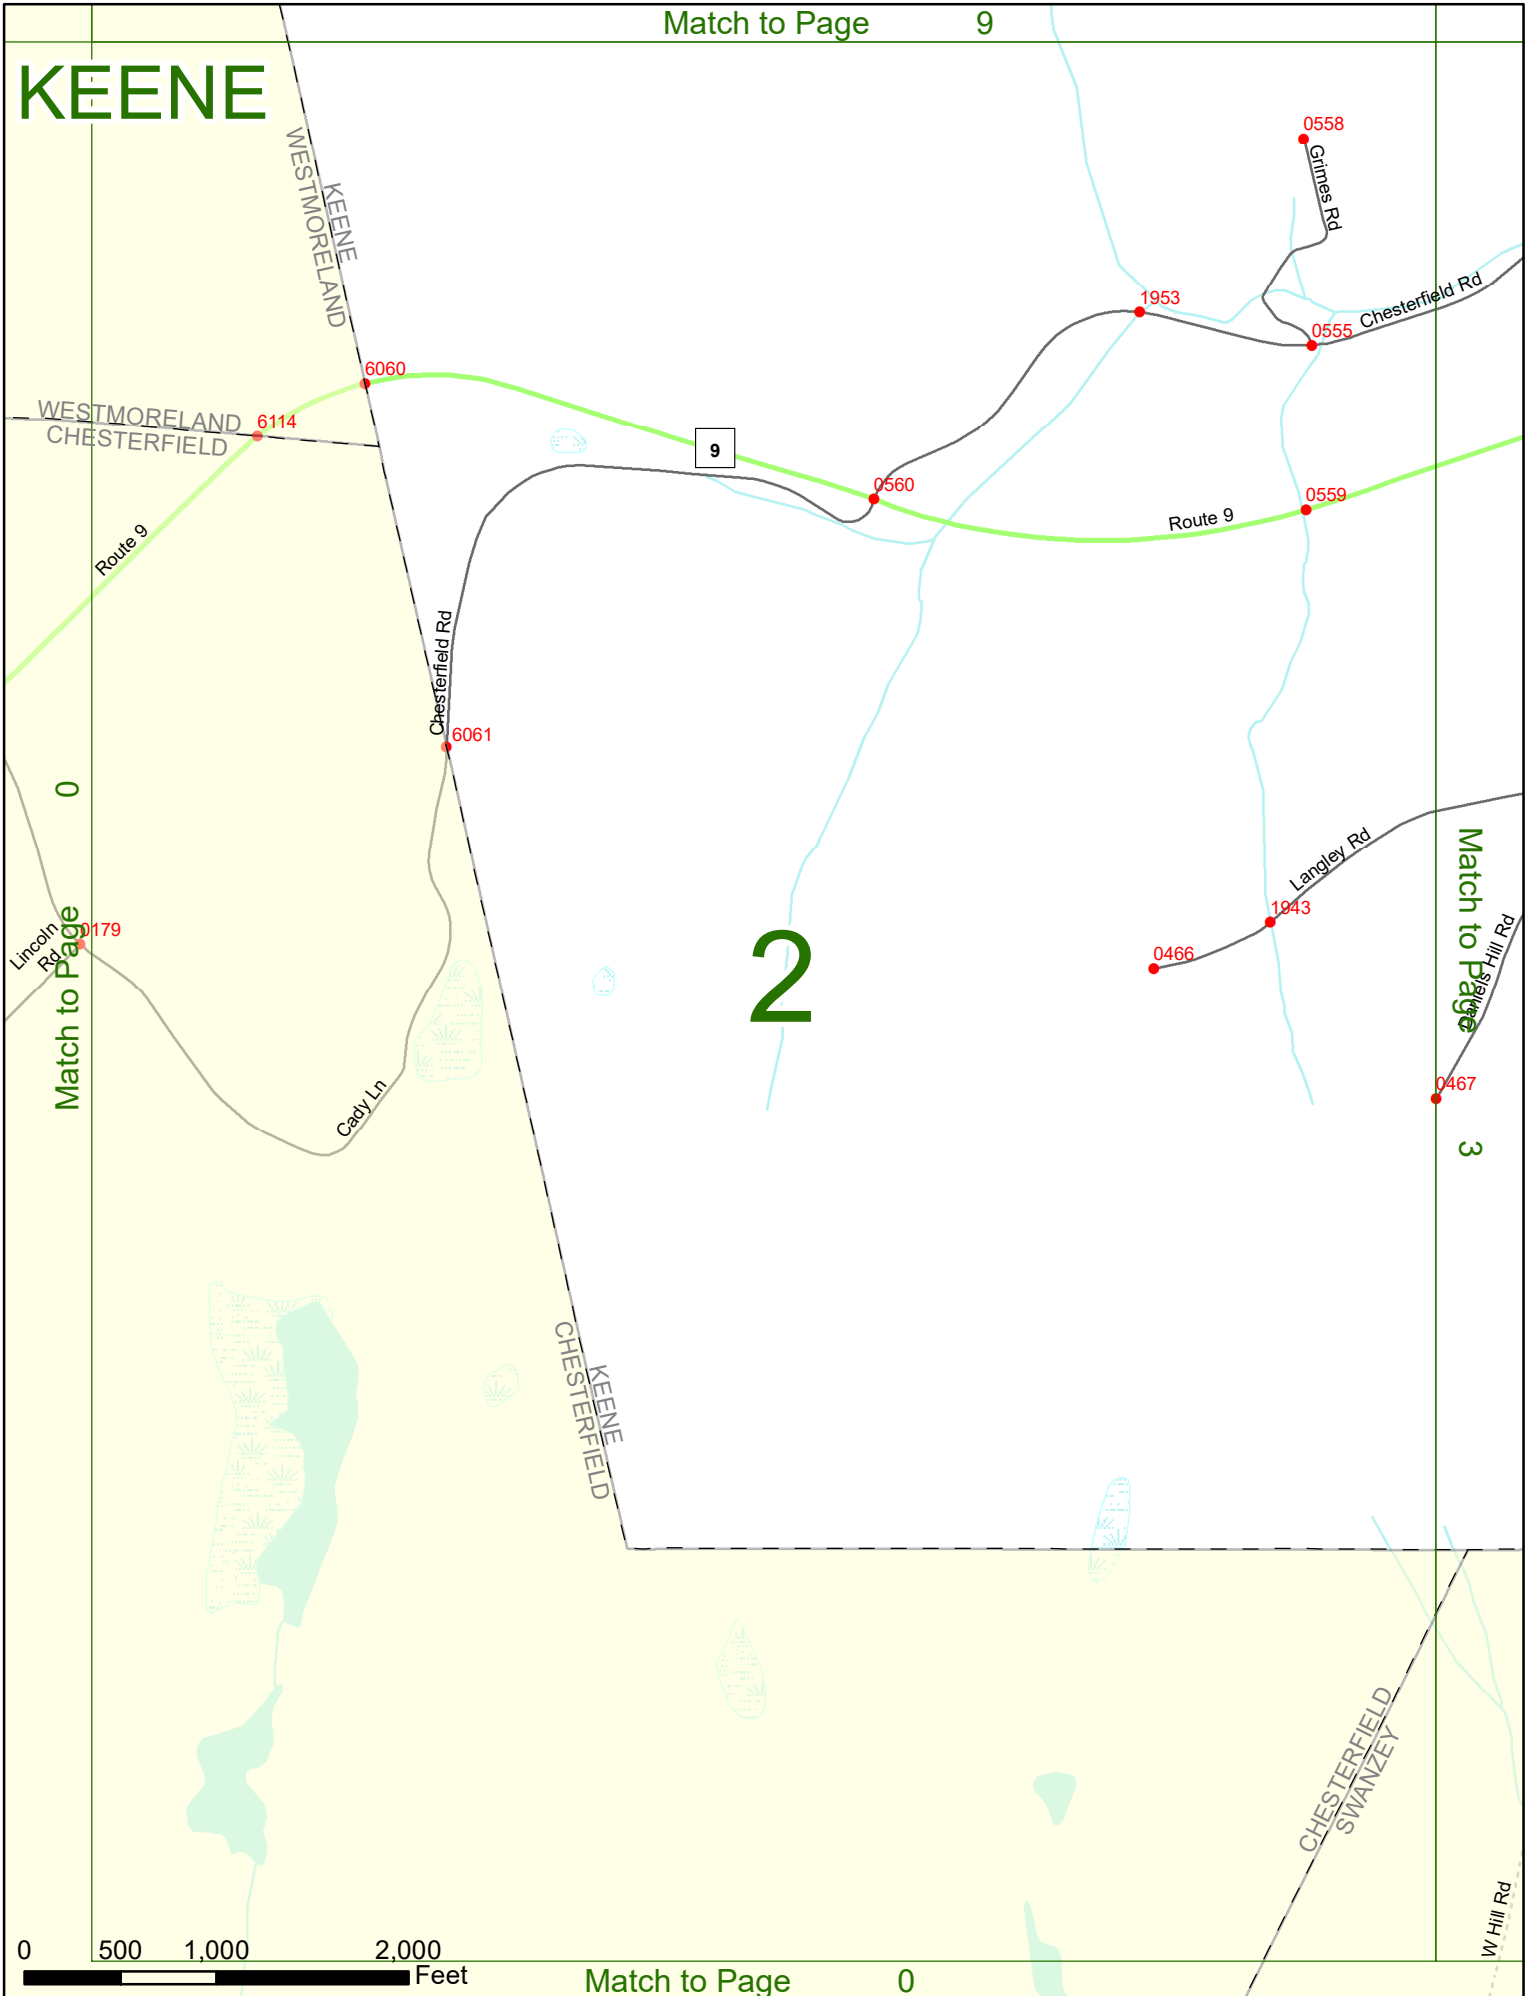 Match to Page 9
KEENE
0558
Grimes Rd
WESTMORELAND
KEENE
1953
Chesterfield Rd
0555
6060
WESTMORELAND
6114
CHESTERFIELD
9
0560
0559
Route 9
Route 9
Chesterfield Rd
6061
Match to Page 0
Langley Rd
Match to Page 3
1943
Lincoln
Rd
0179
2
0466
Daniels Hill Rd
0467
Cady Ln
KEENE
CHESTERFIELD
CHESTERFIELD
SWANZEY
W Hill Rd
0 500 1,000 2,000
Feet
Match to Page 0